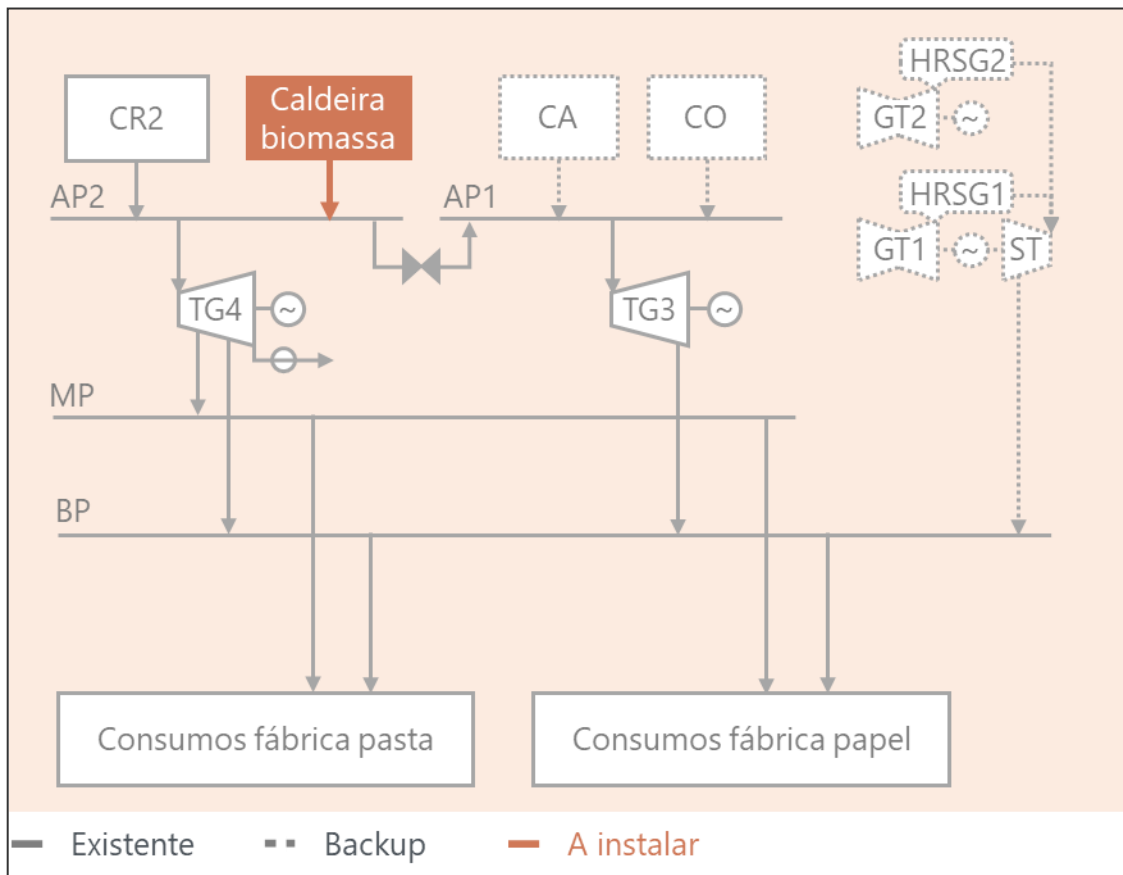 CR2
Caldeira
biomassa
CA
CO
HRSG2
GT2
~
AP2
AP1
HRSG1
GT1
~
ST
TG4
~
TG3
~
MP
BP
Consumos fábrica pasta
Consumos fábrica papel
Existente
Backup
A instalar